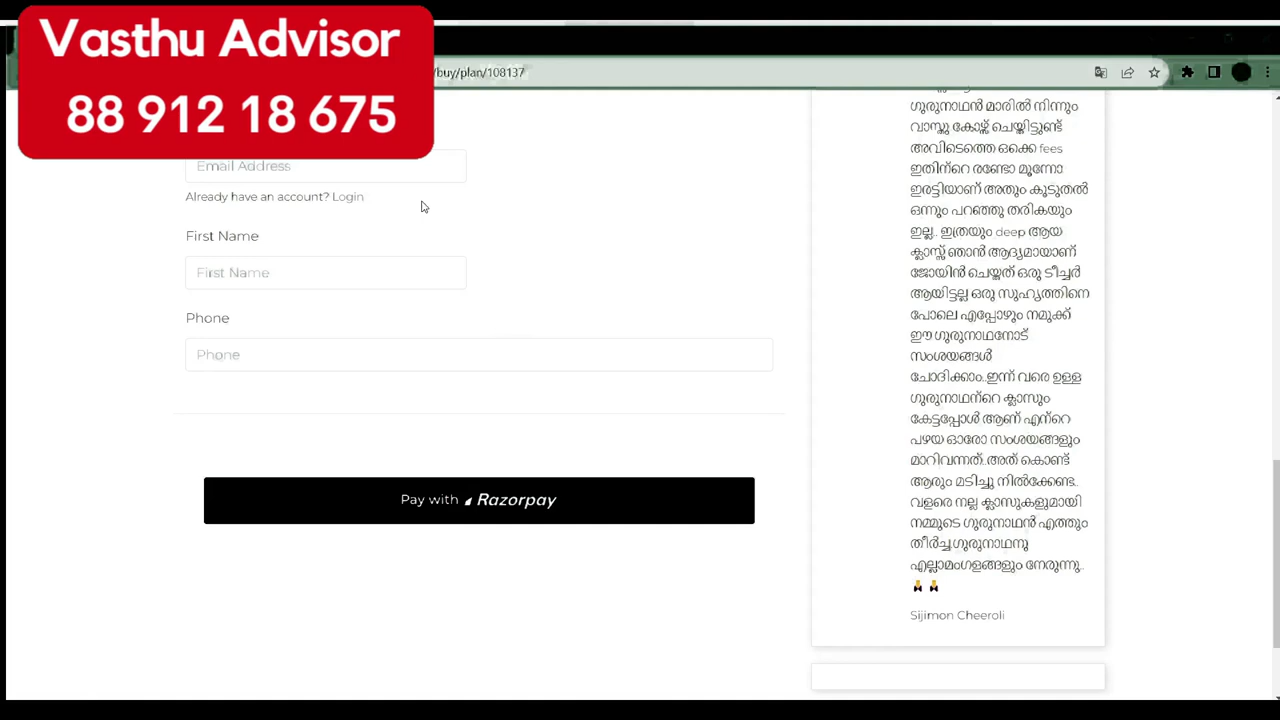 Vasthu Advisor
88 912 18 675
/buy/plan/108137
Email Address
Already have an account? Login
First Name
First Name
Phone
Phone
Pay with Razorpay
ഗുരുനാഥൻ മാരിൽ നിന്നും
വാസ്തു കോഴ്സ് ചെയ്തിട്ടുണ്ട്
അവിടെത്തെ ഒക്കെ fees
ഇതിന്റെ രണ്ടോ മൂന്നോ
ഇരട്ടിയാണ് അതും കൂടുതൽ
ഒന്നും പറഞ്ഞു തരികയും
ഇല്ല.. ഇത്രയും deep ആയ
ക്ലാസ്സ് ഞാൻ ആദ്യമായാണ്
ജോയിൻ ചെയ്തത് ഒരു ടീച്ചർ
ആയിട്ടല്ല ഒരു സുഹൃത്തിനെ
പോലെ എപ്പോഴും നമുക്ക്
ഈ ഗുരുനാഥനോട്
സംശയങ്ങൾ
ചോദിക്കാം..ഇന്ന് വരെ ഉള്ള
ഗുരുനാഥന്റെ ക്ലാസും
കേട്ടപ്പോൾ ആണ് എന്റെ
പഴയ ഓരോ സംശയങ്ങളും
മാറിവന്നത്..അത് കൊണ്ട്
ആരും മടിച്ചു നിൽക്കേണ്ട..
വളരെ നല്ല ക്ലാസുകളുമായി
നമ്മുടെ ഗുരുനാഥൻ എത്തും
തീർച്ച ഗുരുനാഥനു
എല്ലാമംഗളങ്ങളും നേരുന്നു..
Sijimon Cheeroli